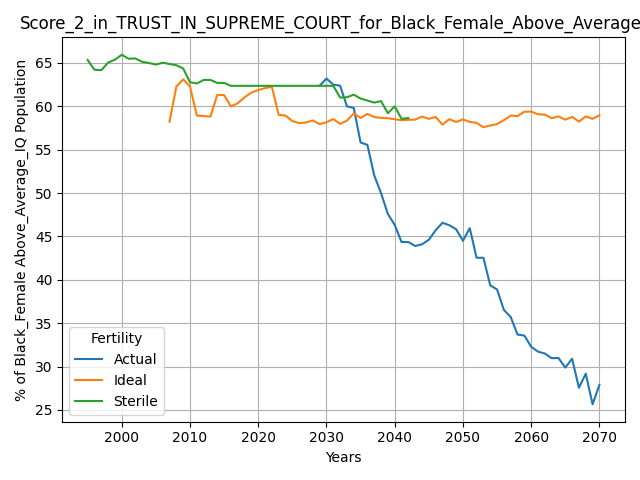 Score_2_in_TRUST_IN_SUPREME_COURT_for_Black_Female_Above_Average
% of Black_Female Above_Average_IQ Population
65
60
55
50
45
40
35
30
25
Fertility
Actual
Ideal
Sterile
2000 2010 2020 2030 2040 2050 2060 2070
Years